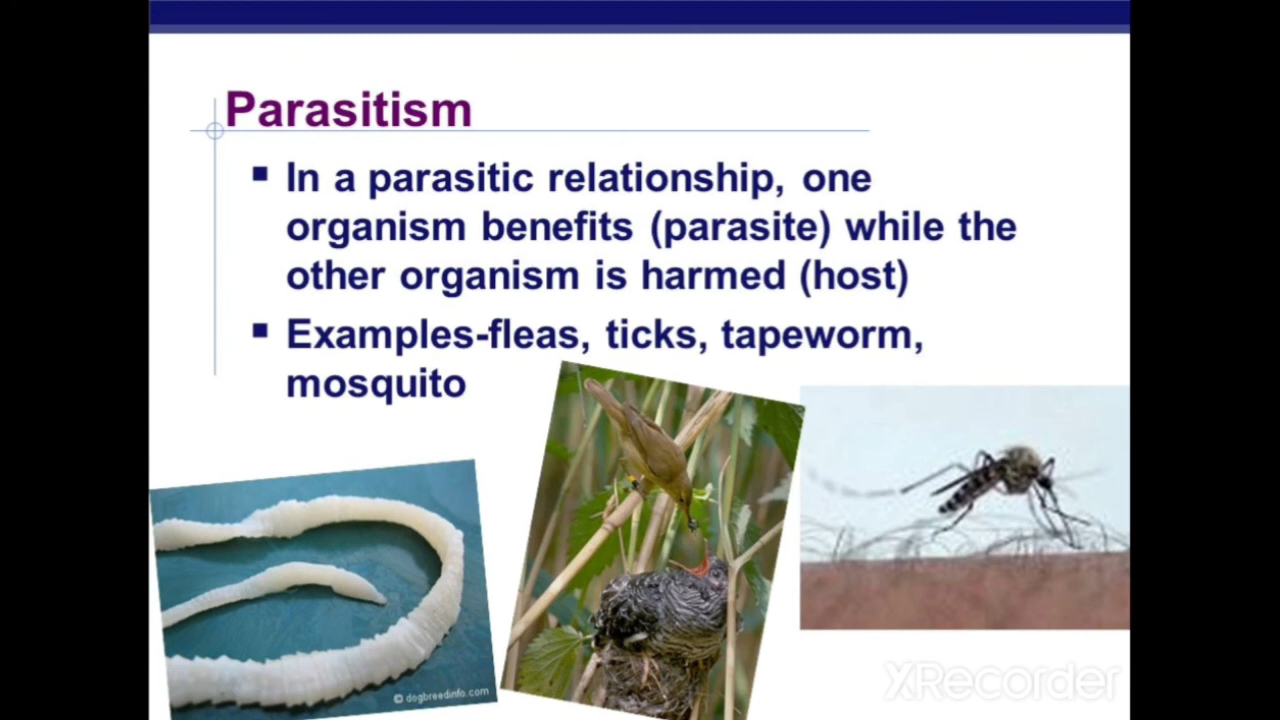 Parasitism
In a parasitic relationship, one
organism benefits (parasite) while the
other organism is harmed (host)
Examples-fleas, ticks, tapeworm,
mosquito
© dogbreedinfo.com
XRecorder